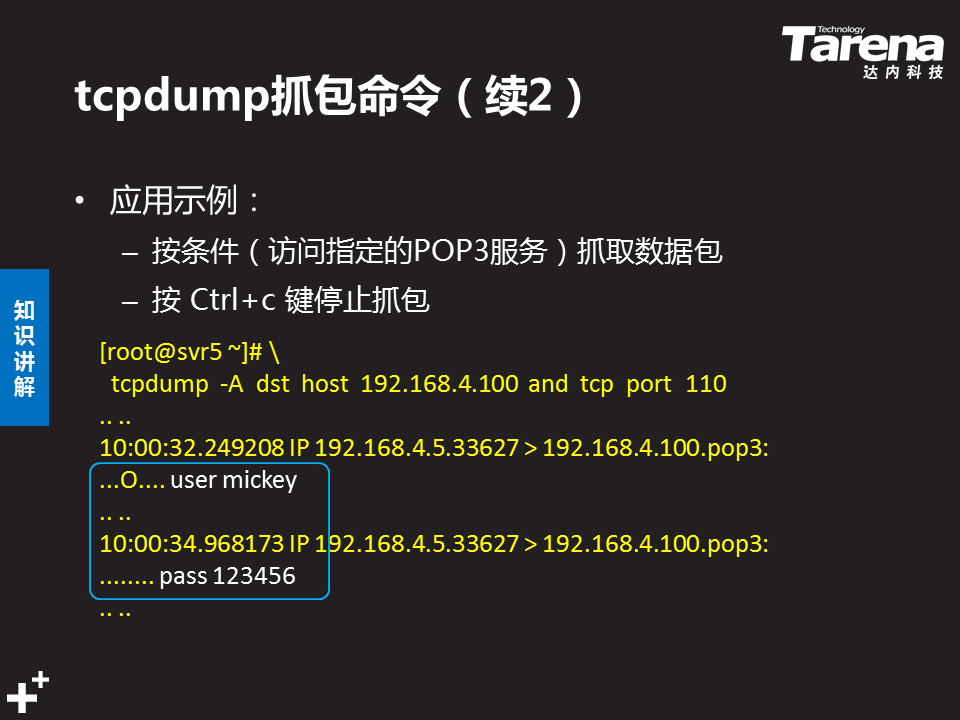 Technology
Tarena
达内科技
tcpdump抓包命令（续2）
• 应用示例：
– 按条件（访问指定的POP3服务）抓取数据包
– 按 Ctrl+c 键停止抓包
知
识
讲
解
[root@svr5 ~]# \
tcpdump -A dst host 192.168.4.100 and tcp port 110
.. ..
10:00:32.249208 IP 192.168.4.5.33627 > 192.168.4.100.pop3:
...O.... user mickey
.. ..
10:00:34.968173 IP 192.168.4.5.33627 > 192.168.4.100.pop3:
........ pass 123456
.. ..